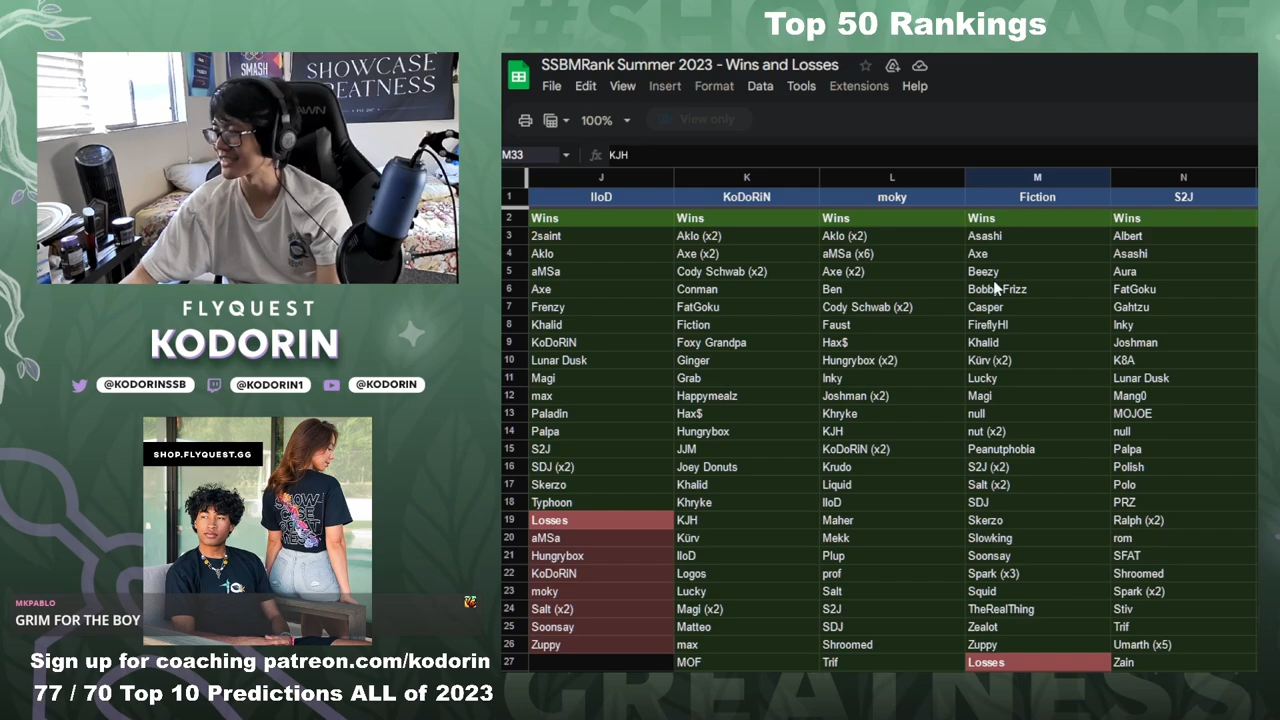 #SHOWCASE
Top 50 Rankings
SMASH
SHOWCASE
GREATNESS
FLYQUEST
KODORIN
@KODORINSSB @KODORIN1 @KODORIN
SHOP.FLYQUEST.GG
MKPABLO
GRIM FOR THE BOY
Sign up for coaching patreon.com/kodorin
77 / 70 Top 10 Predictions ALL of 2023
SSBMRank Summer 2023 - Wins and Losses
File Edit View Insert Format Data Tools Extensions Help
100% View only
M33 fx KJH
J K L M N
1 lloD KoDoRiN moky Fiction S2J
2 Wins Wins Wins Wins Wins
3 2saint Aklo (x2) Aklo (x2) Asashi Albert
4 Aklo Axe (x2) aMSa (x6) Axe Asashi
5 aMSa Cody Schwab (x2) Axe (x2) Beezy Aura
6 Axe Conman Ben Bobby Frizz FatGoku
7 Frenzy FatGoku Cody Schwab (x2) Casper Gahtzu
8 Khalid Fiction Faust FireflyHI Inky
9 KoDoRiN Foxy Grandpa Hax$ Khalid Joshman
10 Lunar Dusk Ginger Hungrybox (x2) Kürv (x2) K8A
11 Magi Grab Inky Lucky Lunar Dusk
12 max Happymealz Joshman (x2) Magi Mang0
13 Paladin Hax$ Khryke null MOJOE
14 Palpa Hungrybox KJH nut (x2) null
15 S2J JJM KoDoRiN (x2) Peanutphobia Palpa
16 SDJ (x2) Joey Donuts Krudo S2J (x2) Polish
17 Skerzo Khalid Liquid Salt (x2) Polo
18 Typhoon Khryke lloD SDJ PRZ
19 Losses KJH Maher Skerzo Ralph (x2)
20 aMSa Kürv Mekk Slowking rom
21 Hungrybox lloD Plup Soonsay SFAT
22 KoDoRiN Logos prof Spark (x3) Shroomed
23 moky Lucky Salt Squid Spark (x2)
24 Salt (x2) Magi (x2) S2J TheRealThing Stiv
25 Soonsay Matteo SDJ Zealot Trif
26 Zuppy max Shroomed Zuppy Umarth (x5)
27 MOF Trif Losses Zain
GREATNESS